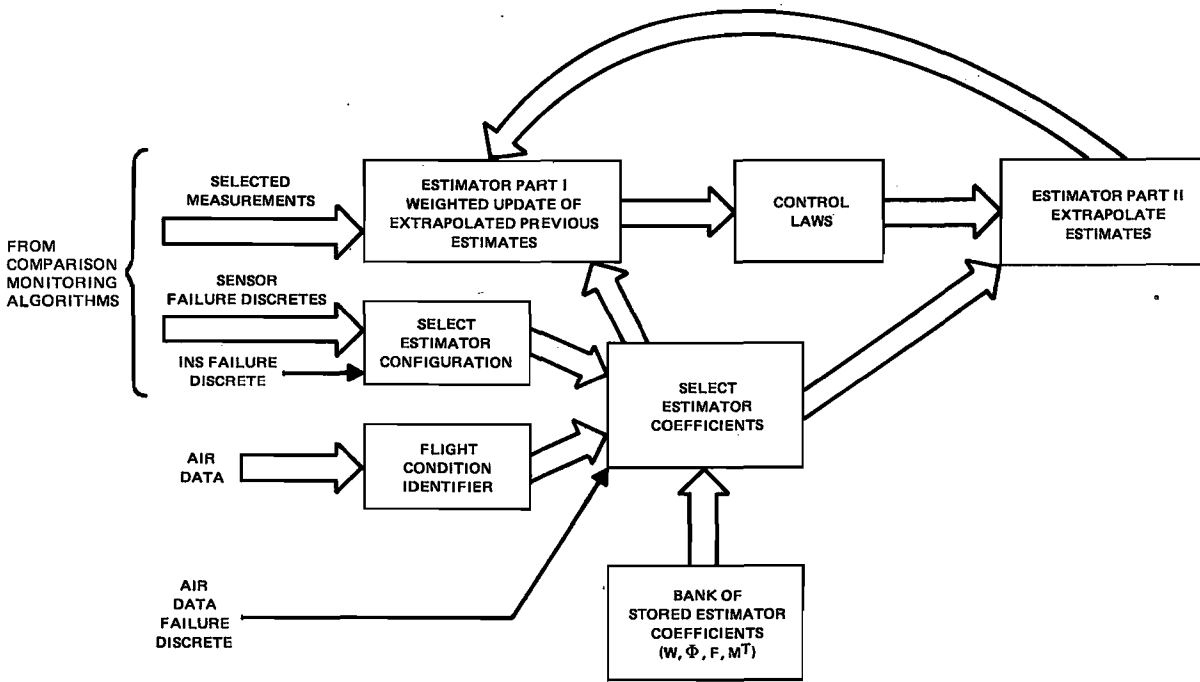 FROM
COMPARISON
MONITORING
ALGORITHMS
SELECTED
MEASUREMENTS
SENSOR
FAILURE DISCRETES
INS FAILURE
DISCRETE
AIR
DATA
AIR
DATA
FAILURE
DISCRETE
ESTIMATOR PART I
WEIGHTED UPDATE OF
EXTRAPOLATED PREVIOUS
ESTIMATES
SELECT
ESTIMATOR
CONFIGURATION
FLIGHT
CONDITION
IDENTIFIER
CONTROL
LAWS
ESTIMATOR PART II
EXTRAPOLATE
ESTIMATES
SELECT
ESTIMATOR
COEFFICIENTS
BANK OF
STORED ESTIMATOR
COEFFICIENTS
(W, Φ, F, Mᵀ)